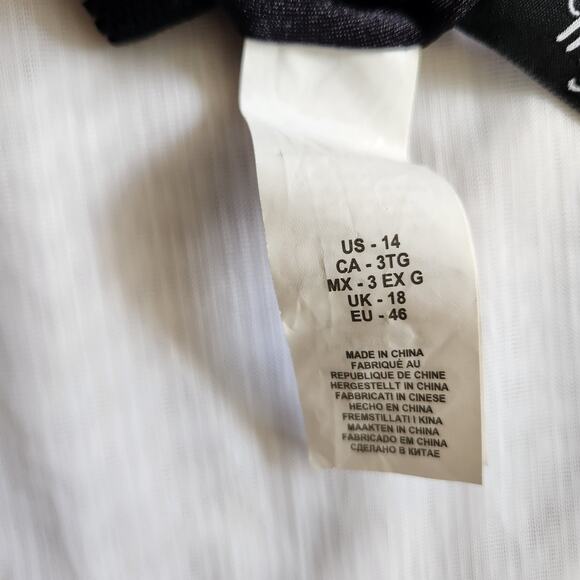 US - 14
CA - 3TG
MX - 3 EX G
UK - 18
EU - 46
MADE IN CHINA
FABRIQUÉ AU
REPUBLIQUE DE CHINE
HERGESTELLT IN CHINA
FABBRICATI IN CINESE
HECHO EN CHINA
FREMSTILLATI I KINA
MAAKTEN IN CHINA
FABRICADO EM CHINA
СДЕЛАНО В КИТАЕ